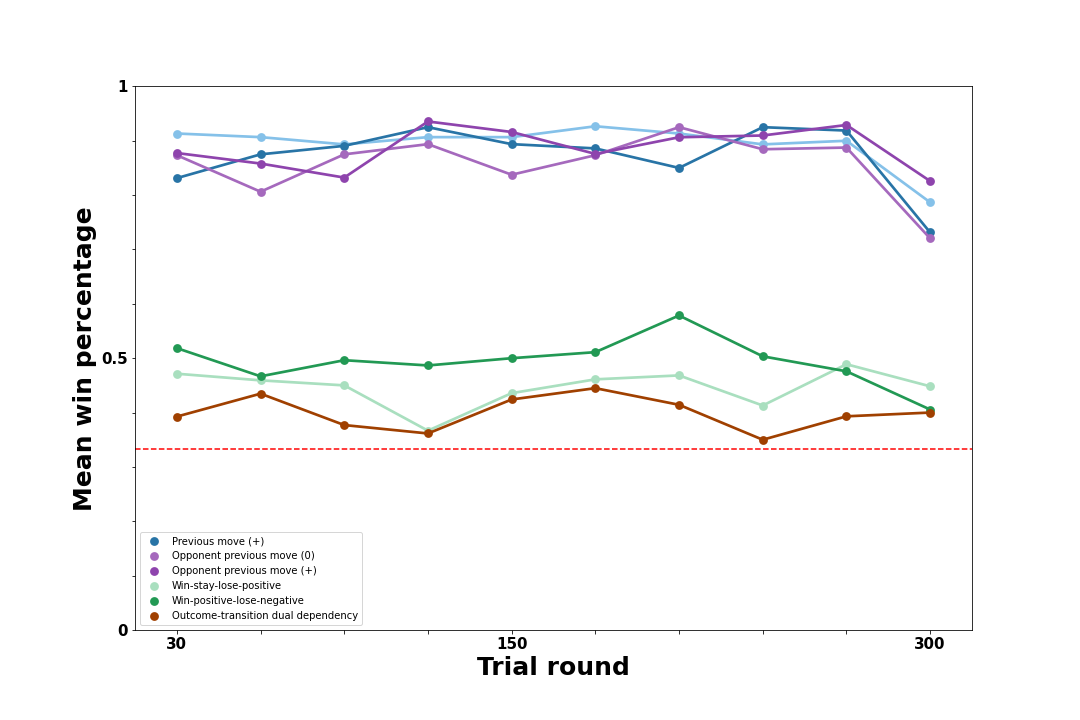 1
0.5
0
Mean win percentage
Previous move (+)
Opponent previous move (0)
Opponent previous move (+)
Win-stay-lose-positive
Win-positive-lose-negative
Outcome-transition dual dependency
30 150 300
Trial round